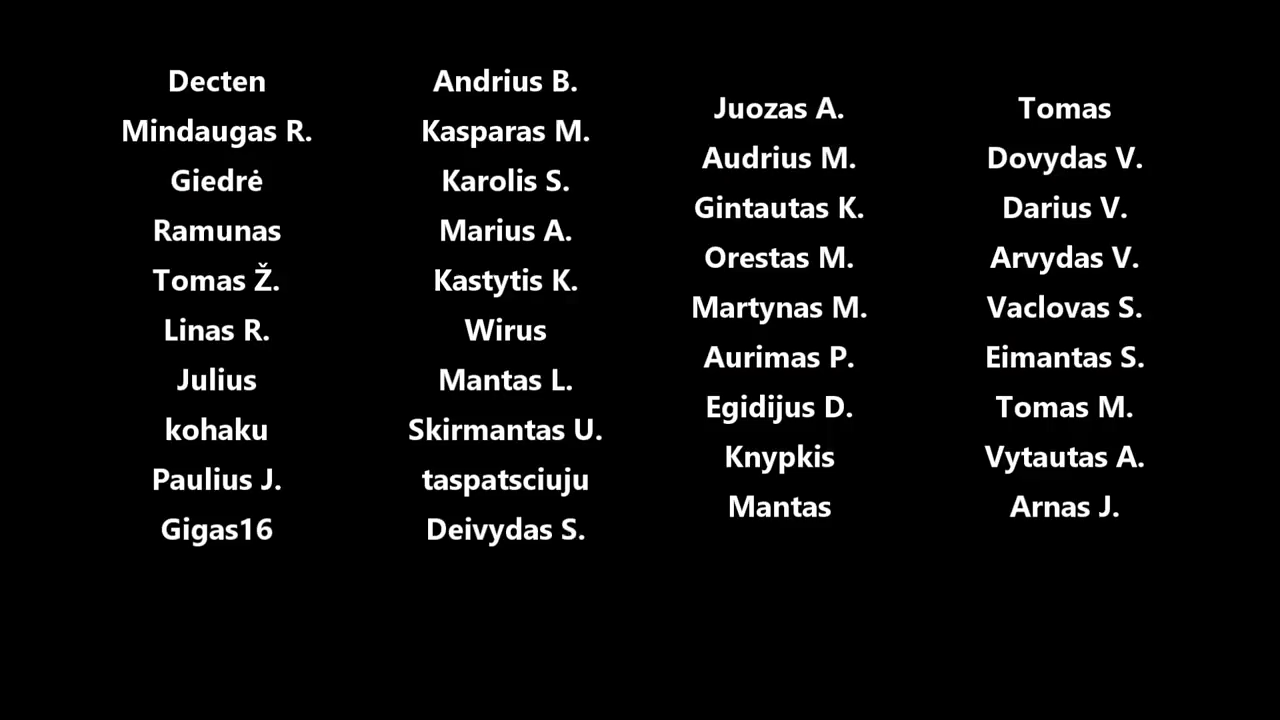 Decten
Mindaugas R.
Giedrė
Ramunas
Tomas Ž.
Linas R.
Julius
kohaku
Paulius J.
Gigas16
Andrius B.
Kasparas M.
Karolis S.
Marius A.
Kastytis K.
Wirus
Mantas L.
Skirmantas U.
taspatsciuju
Deivydas S.
Juozas A.
Audrius M.
Gintautas K.
Orestas M.
Martynas M.
Aurimas P.
Egidijus D.
Knypkis
Mantas
Tomas
Dovydas V.
Darius V.
Arvydas V.
Vaclovas S.
Eimantas S.
Tomas M.
Vytautas A.
Arnas J.